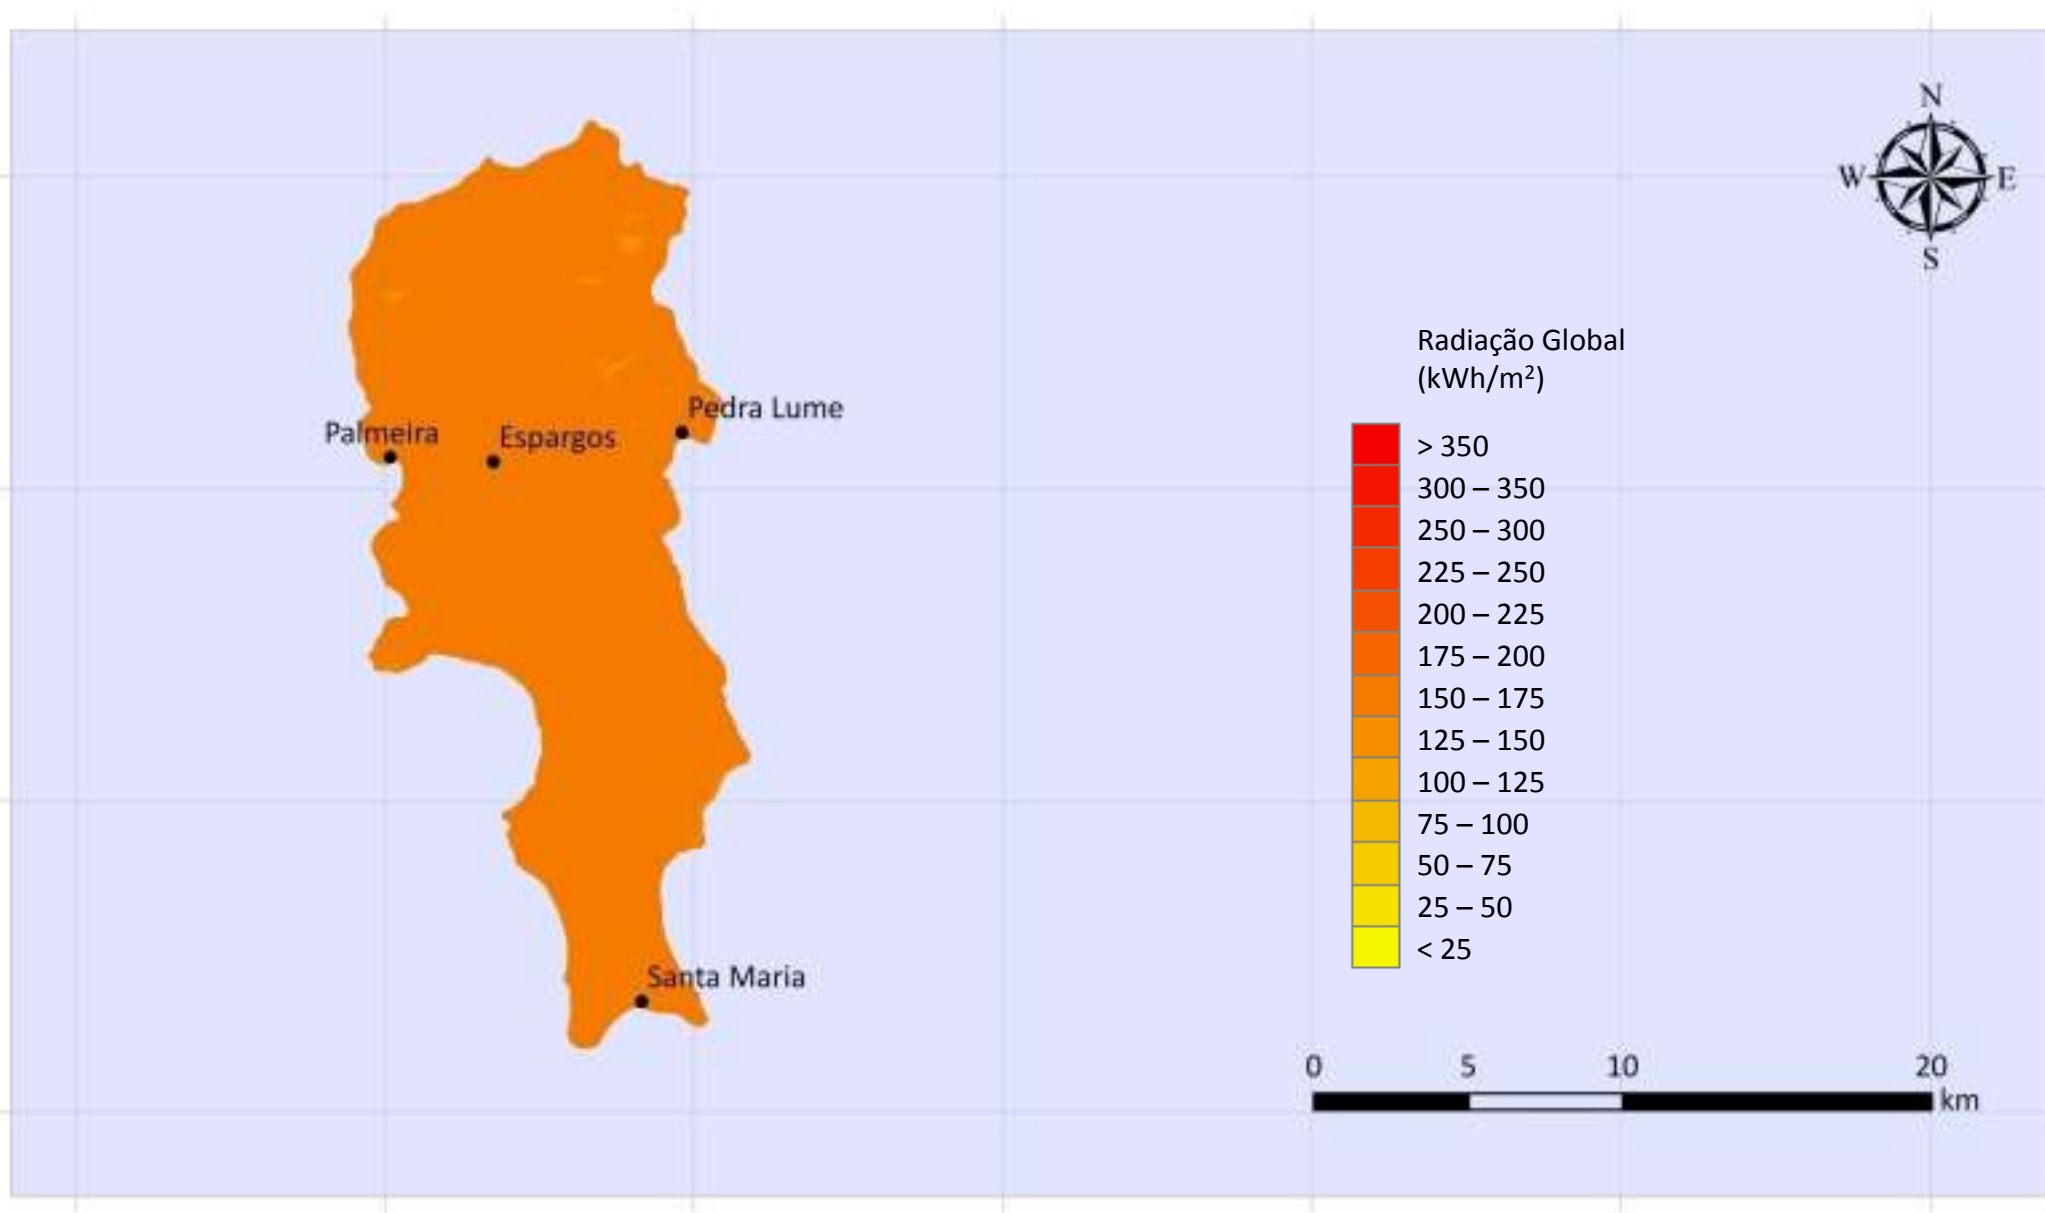 N
W E
S
Radiação Global
(kWh/m²)
Pedra Lume
Palmeira
Espargos
> 350
300 – 350
250 – 300
225 – 250
200 – 225
175 – 200
150 – 175
125 – 150
100 – 125
75 – 100
50 – 75
25 – 50
< 25
Santa Maria
0 5 10 20
km